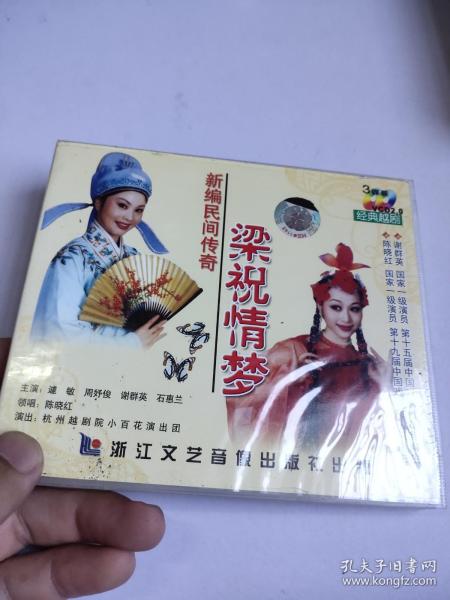 3碟装
VCD2.0
经典越剧
新编民间传奇
梁祝情梦
谢群英 国家一级演员 第十五届中国
陈晓红 国家一级演员 第十九届中国
主演：
敏 周妤俊 谢群英 石惠兰
领唱：陈晓红
演出：杭州越剧院小百花演出团
浙江文艺音像出版社出
孔夫子旧书网
www.kongfz.com